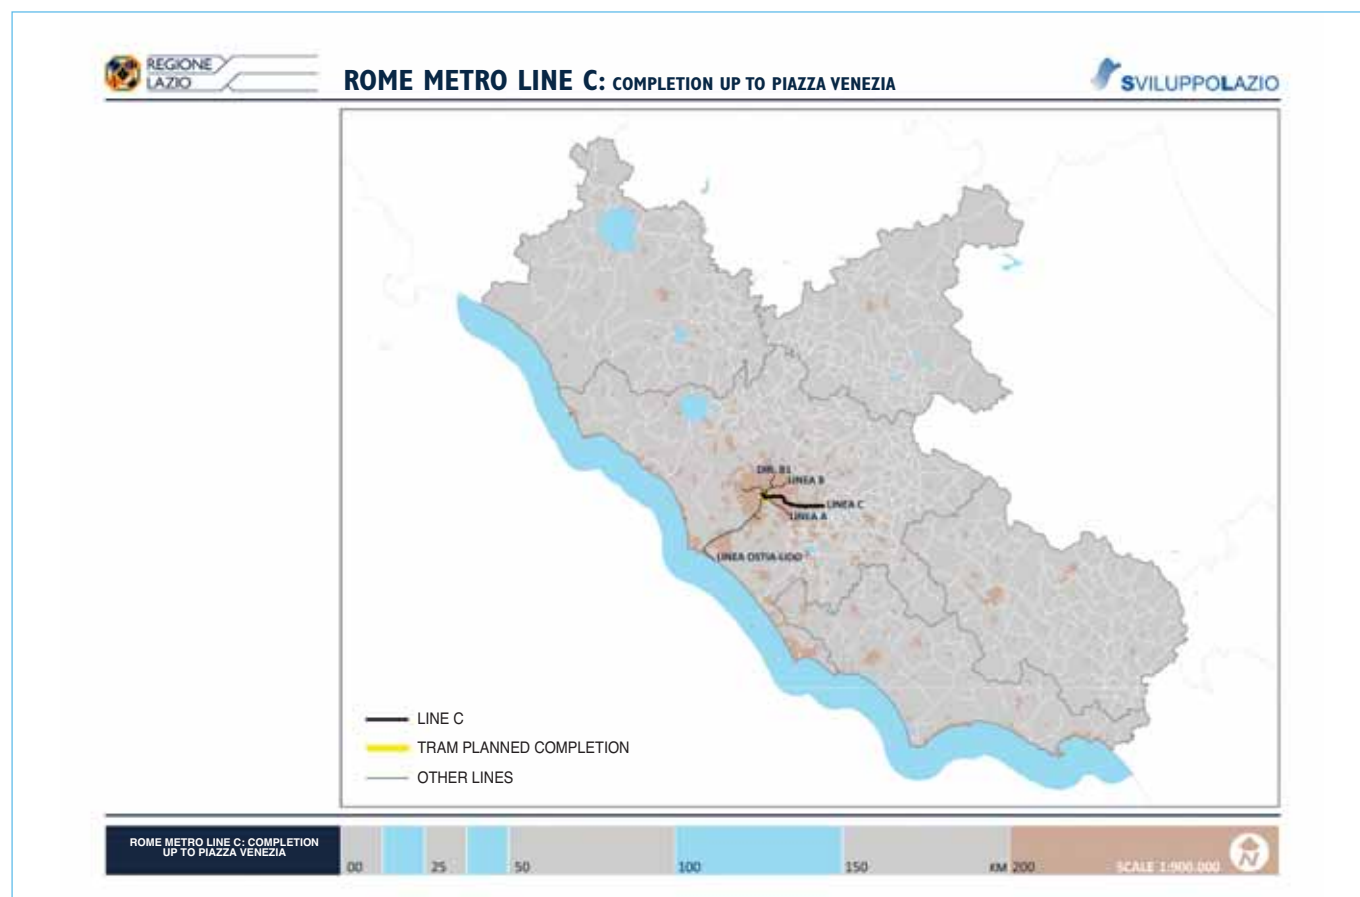 REGIONE
LAZIO
ROME METRO LINE C: COMPLETION UP TO PIAZZA VENEZIA
SVILUPPOLAZIO
DIR. B1
LINEA B
LINEA C
LINEA A
LINEA OSTIA-LIDO
LINE C
TRAM PLANNED COMPLETION
OTHER LINES
ROME METRO LINE C: COMPLETION
UP TO PIAZZA VENEZIA
00 25 50 100 150 KM 200 SCALE 1:900.000
N